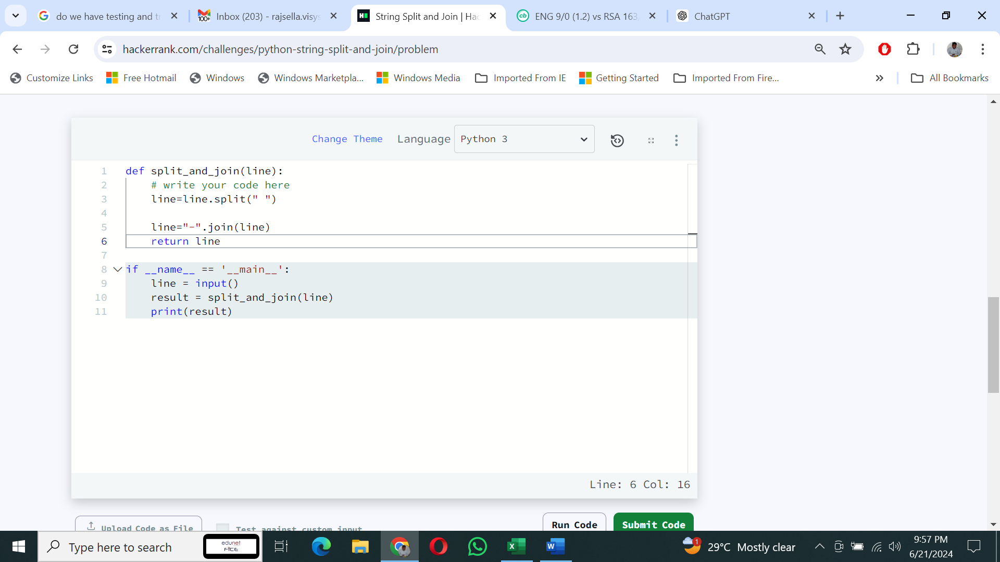 do we have testing and tr
Inbox (203) - rajsella.visys
String Split and Join | Hac
ENG 9/0 (1.2) vs RSA 163
ChatGPT
hackerrank.com/challenges/python-string-split-and-join/problem
Customize Links
Free Hotmail
Windows
Windows Marketpla...
Windows Media
Imported From IE
Getting Started
Imported From Fire...
»
All Bookmarks
Change Theme
Language
Python 3
1 def split_and_join(line):
2 # write your code here
3 line=line.split(" ")
4
5 line="-".join(line)
6 return line
7
8 if __name__ == '__main__':
9 line = input()
10 result = split_and_join(line)
11 print(result)
Line: 6 Col: 16
Upload Code as File
Test against custom input
Run Code
Submit Code
Type here to search
edunet
FICE
1
29°C Mostly clear
9:57 PM
6/21/2024